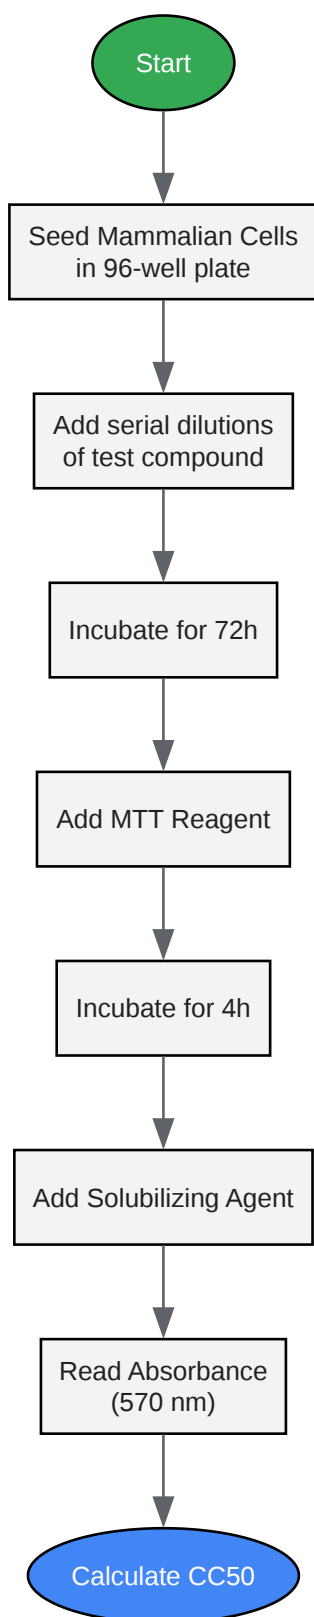 Start
Seed Mammalian Cells
in 96-well plate
Add serial dilutions
of test compound
Incubate for 72h
Add MTT Reagent
Incubate for 4h
Add Solubilizing Agent
Read Absorbance
(570 nm)
Calculate CC50